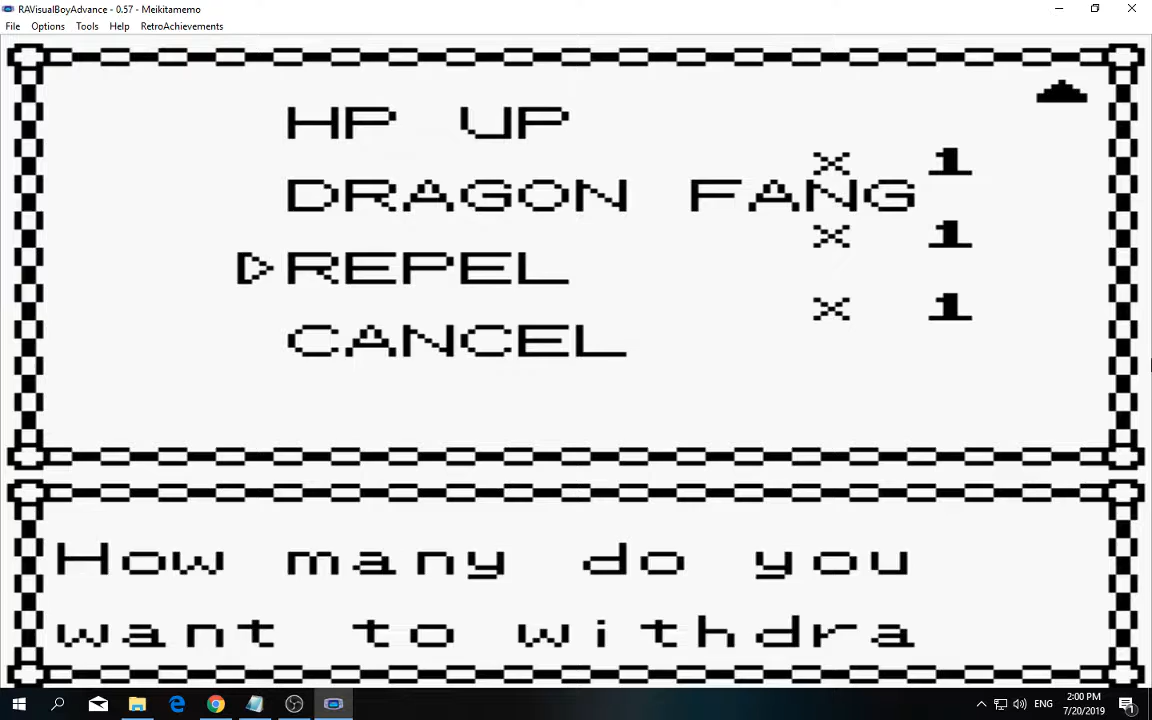 RAVisualBoyAdvance - 0.57 - Meikitamemo
File Options Tools Help RetroAchievements
HP UP
× 1
DRAGON FANG
× 1
REPEL
× 1
CANCEL
How many do you
want to withdra
2:00 PM
ENG
7/20/2019
1